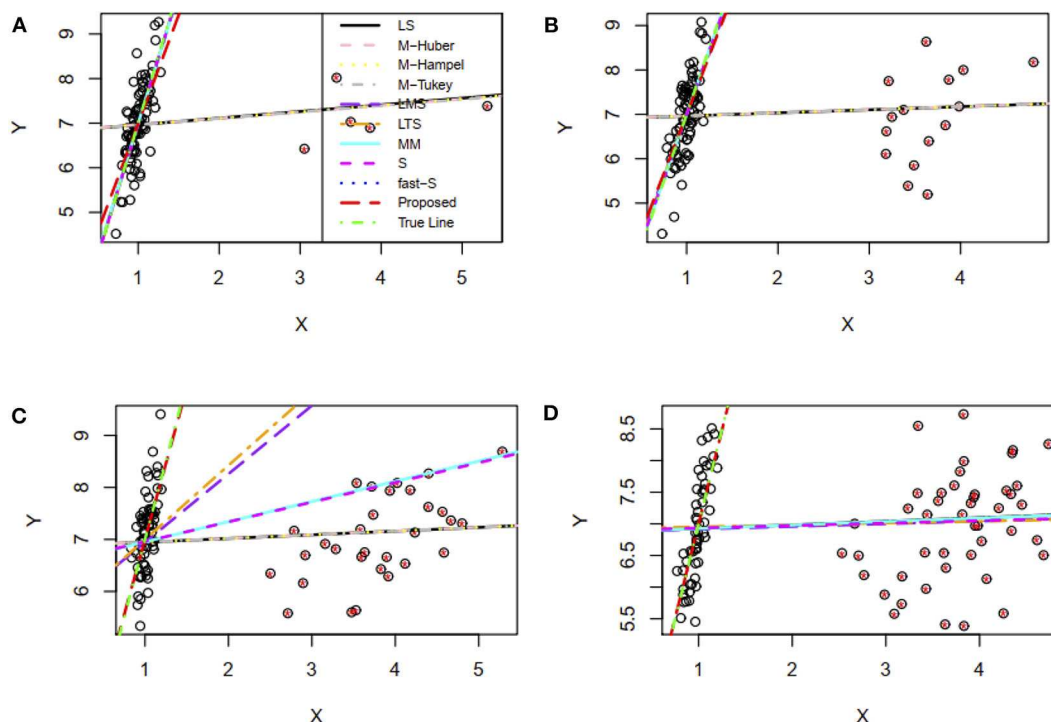 A
9
8
7
6
5
Y
1
2
3
4
5
X
LS
M-Huber
M-Hampel
M-Tukey
LMS
LTS
MM
S
fast-S
Proposed
True Line
B
9
8
7
6
5
Y
1
2
3
4
X
C
9
8
7
6
Y
1
2
3
4
5
X
D
8.5
7.5
6.5
5.5
Y
1
2
3
4
X